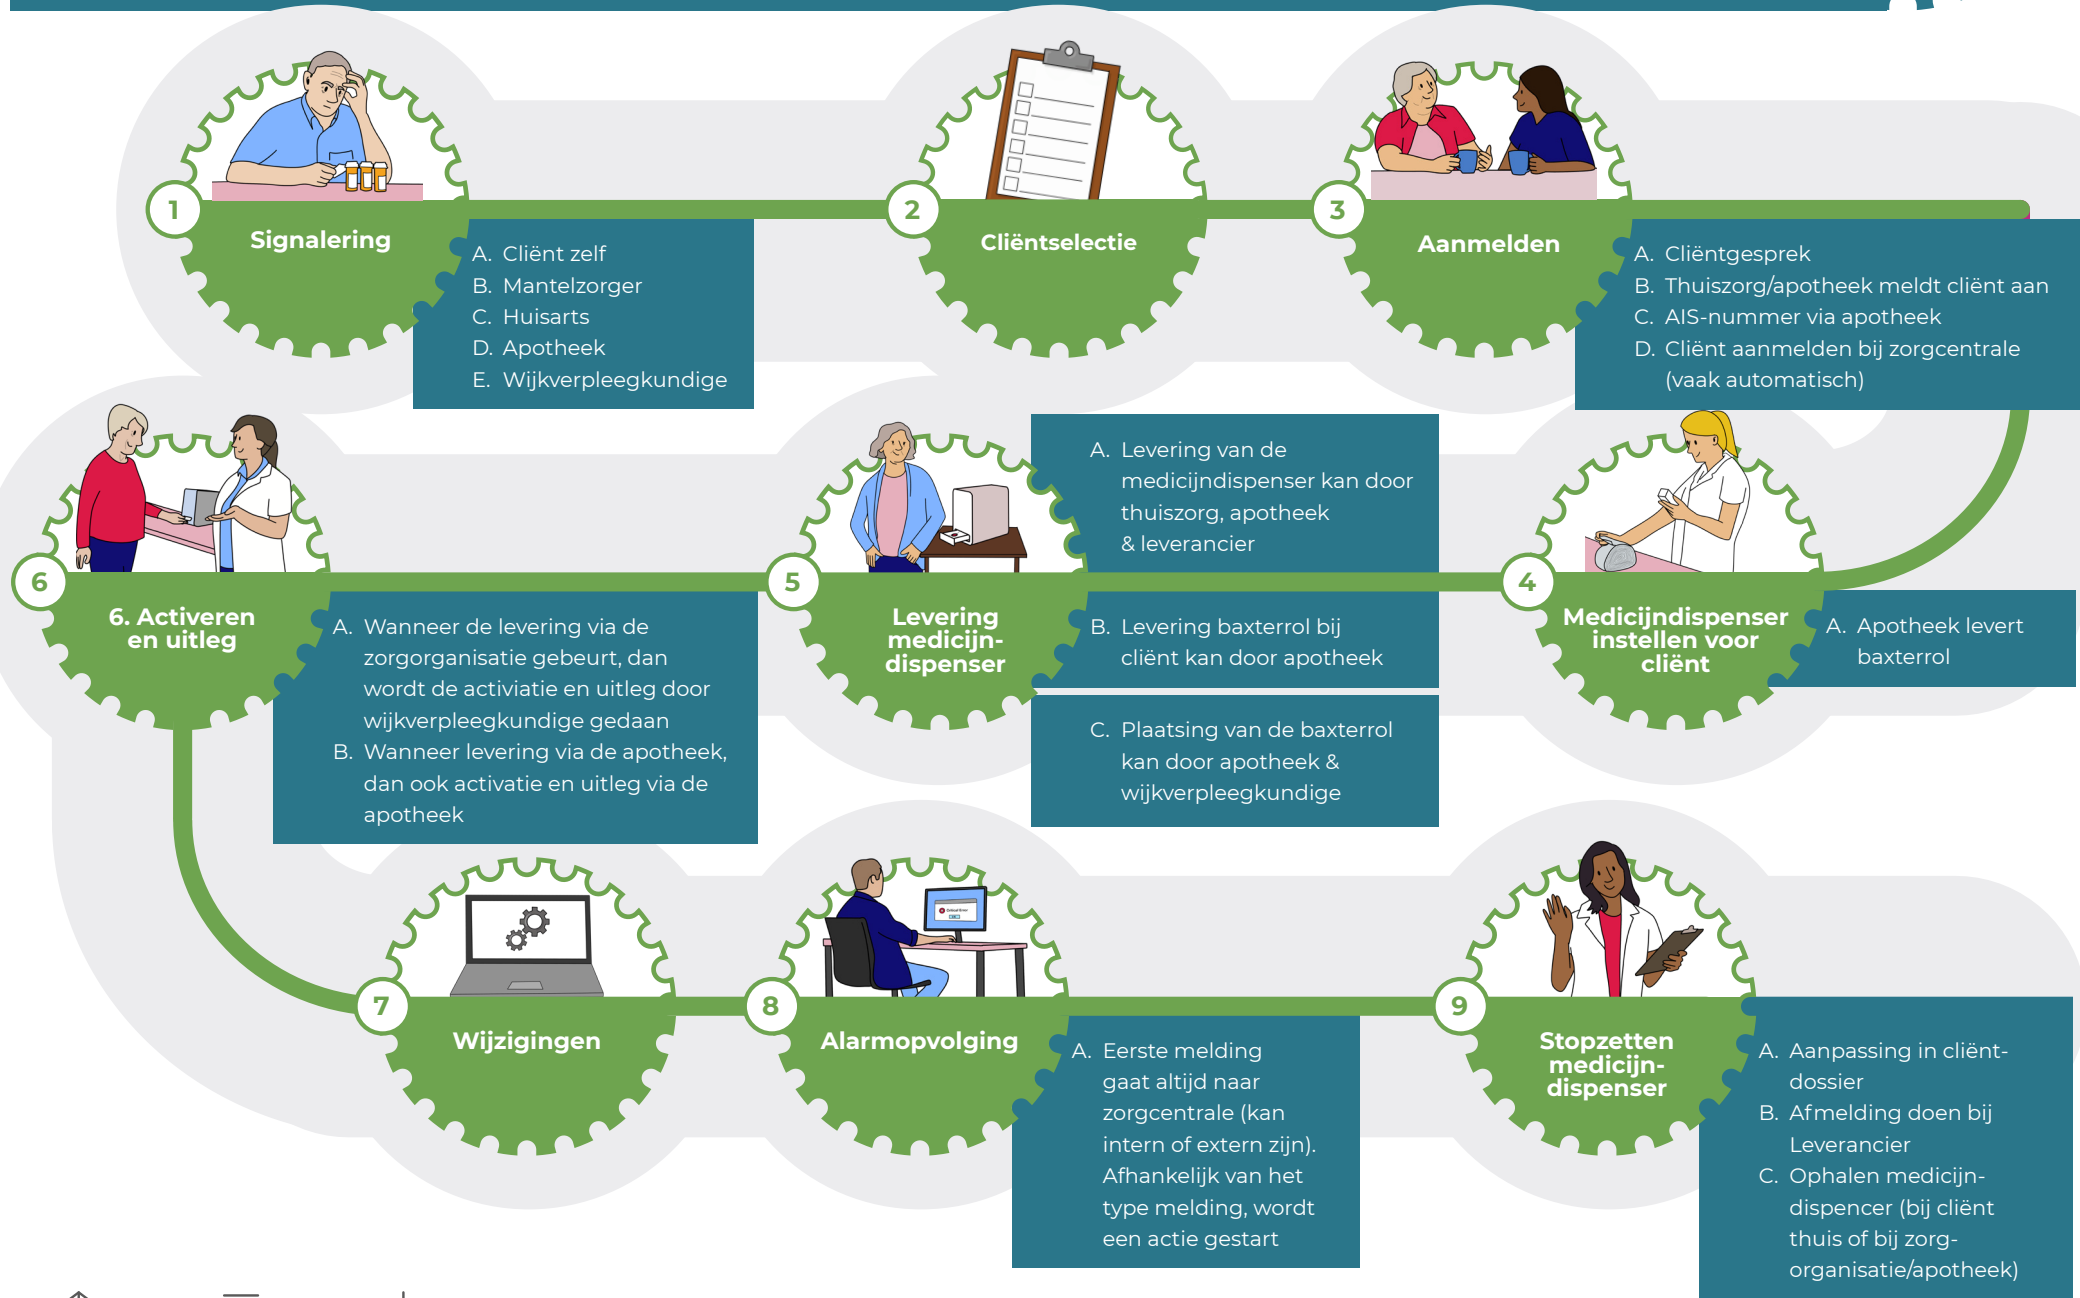 1
Signalering
A. Cliënt zelf
B. Mantelzorger
C. Huisarts
D. Apotheek
E. Wijkverpleegkundige
2
Cliëntselectie
3
Aanmelden
A. Cliëntgesprek
B. Thuiszorg/apotheek meldt cliënt aan
C. AIS-nummer via apotheek
D. Cliënt aanmelden bij zorgcentrale
(vaak automatisch)
4
Medicijndispenser
instellen voor
cliënt
A. Apotheek levert
baxterrol
5
Levering
medicijn-
dispenser
A. Levering van de
medicijndispenser kan door
thuiszorg, apotheek
& leverancier
B. Levering baxterrol bij
cliënt kan door apotheek
C. Plaatsing van de baxterrol
kan door apotheek &
wijkverpleegkundige
6
6. Activeren
en uitleg
A. Wanneer de levering via de
zorgorganisatie gebeurt, dan
wordt de activiatie en uitleg door
wijkverpleegkundige gedaan
B. Wanneer levering via de apotheek,
dan ook activatie en uitleg via de
apotheek
7
Wijzigingen
8
Alarmopvolging
A. Eerste melding
gaat altijd naar
zorgcentrale (kan
intern of extern zijn).
Afhankelijk van het
type melding, wordt
een actie gestart
9
Stopzetten
medicijn-
dispenser
A. Aanpassing in cliënt-
dossier
B. Afmelding doen bij
Leverancier
C. Ophalen medicijn-
dispencer (bij cliënt
thuis of bij zorg-
organisatie/apotheek)